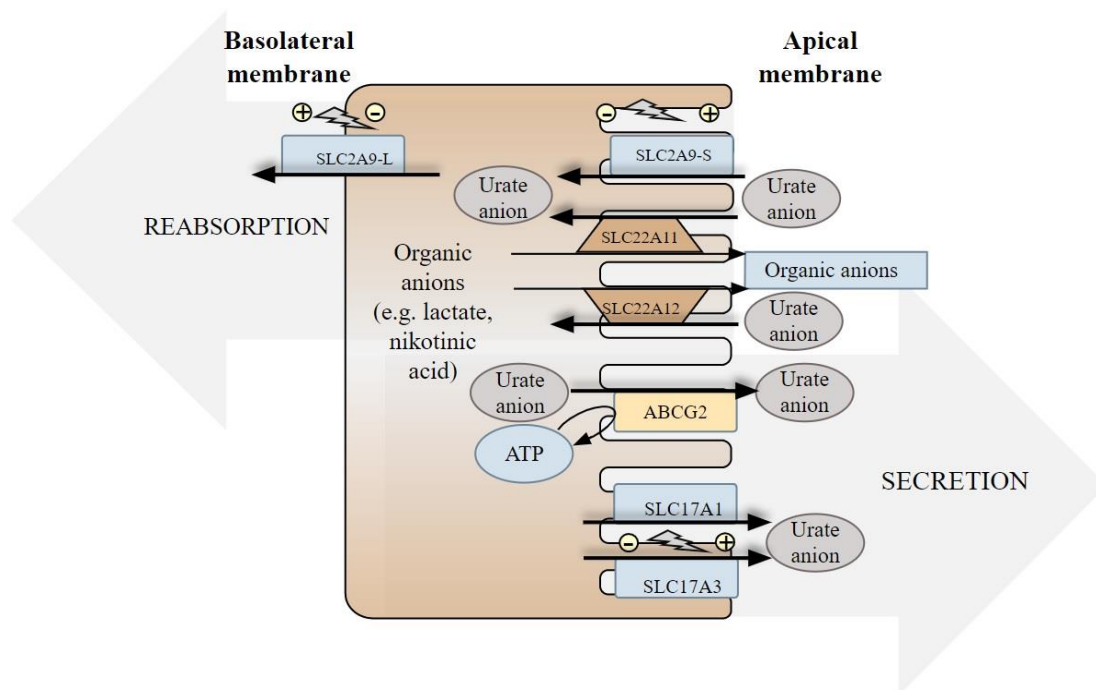 Basolateral
membrane
Apical
membrane
+
-
-
+
SLC2A9-L
SLC2A9-S
Urate
anion
Urate
anion
REABSORPTION
SLC22A11
Organic
anions
(e.g. lactate,
nikotinic
acid)
Organic anions
SLC22A12
Urate
anion
Urate
anion
Urate
anion
ABCG2
ATP
SECRETION
SLC17A1
Urate
anion
-
+
SLC17A3